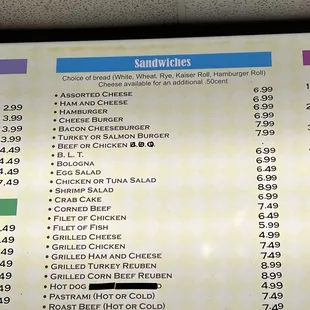 Sandwiches
Choice of bread (White, Wheat, Rye, Kaiser Roll, Hamburger Roll)
Cheese available for an additional .50cent
• Assorted Cheese 6.99
• Ham and Cheese 6.99
• Hamburger 6.99
• Cheese Burger 6.99
• Bacon Cheeseburger 7.99
• Turkey or Salmon Burger 7.99
• Beef or Chicken B.B.Q.
• B. L. T. 6.99
• Bologna 6.99
• Egg Salad 6.49
• Chicken or Tuna Salad 6.99
• Shrimp Salad 8.99
• Crab Cake 6.99
• Corned Beef 7.49
• Filet of Chicken 6.49
• Filet of Fish 5.99
• Grilled Cheese 4.99
• Grilled Chicken 7.49
• Grilled Ham and Cheese 7.49
• Grilled Turkey Reuben 8.99
• Grilled Corn Beef Reuben 8.99
• Hot dog 4.99
• Pastrami (Hot or Cold) 7.49
• Roast Beef (Hot or Cold) 7.49
2.99
3.99
3.99
4.49
4.49
7.49